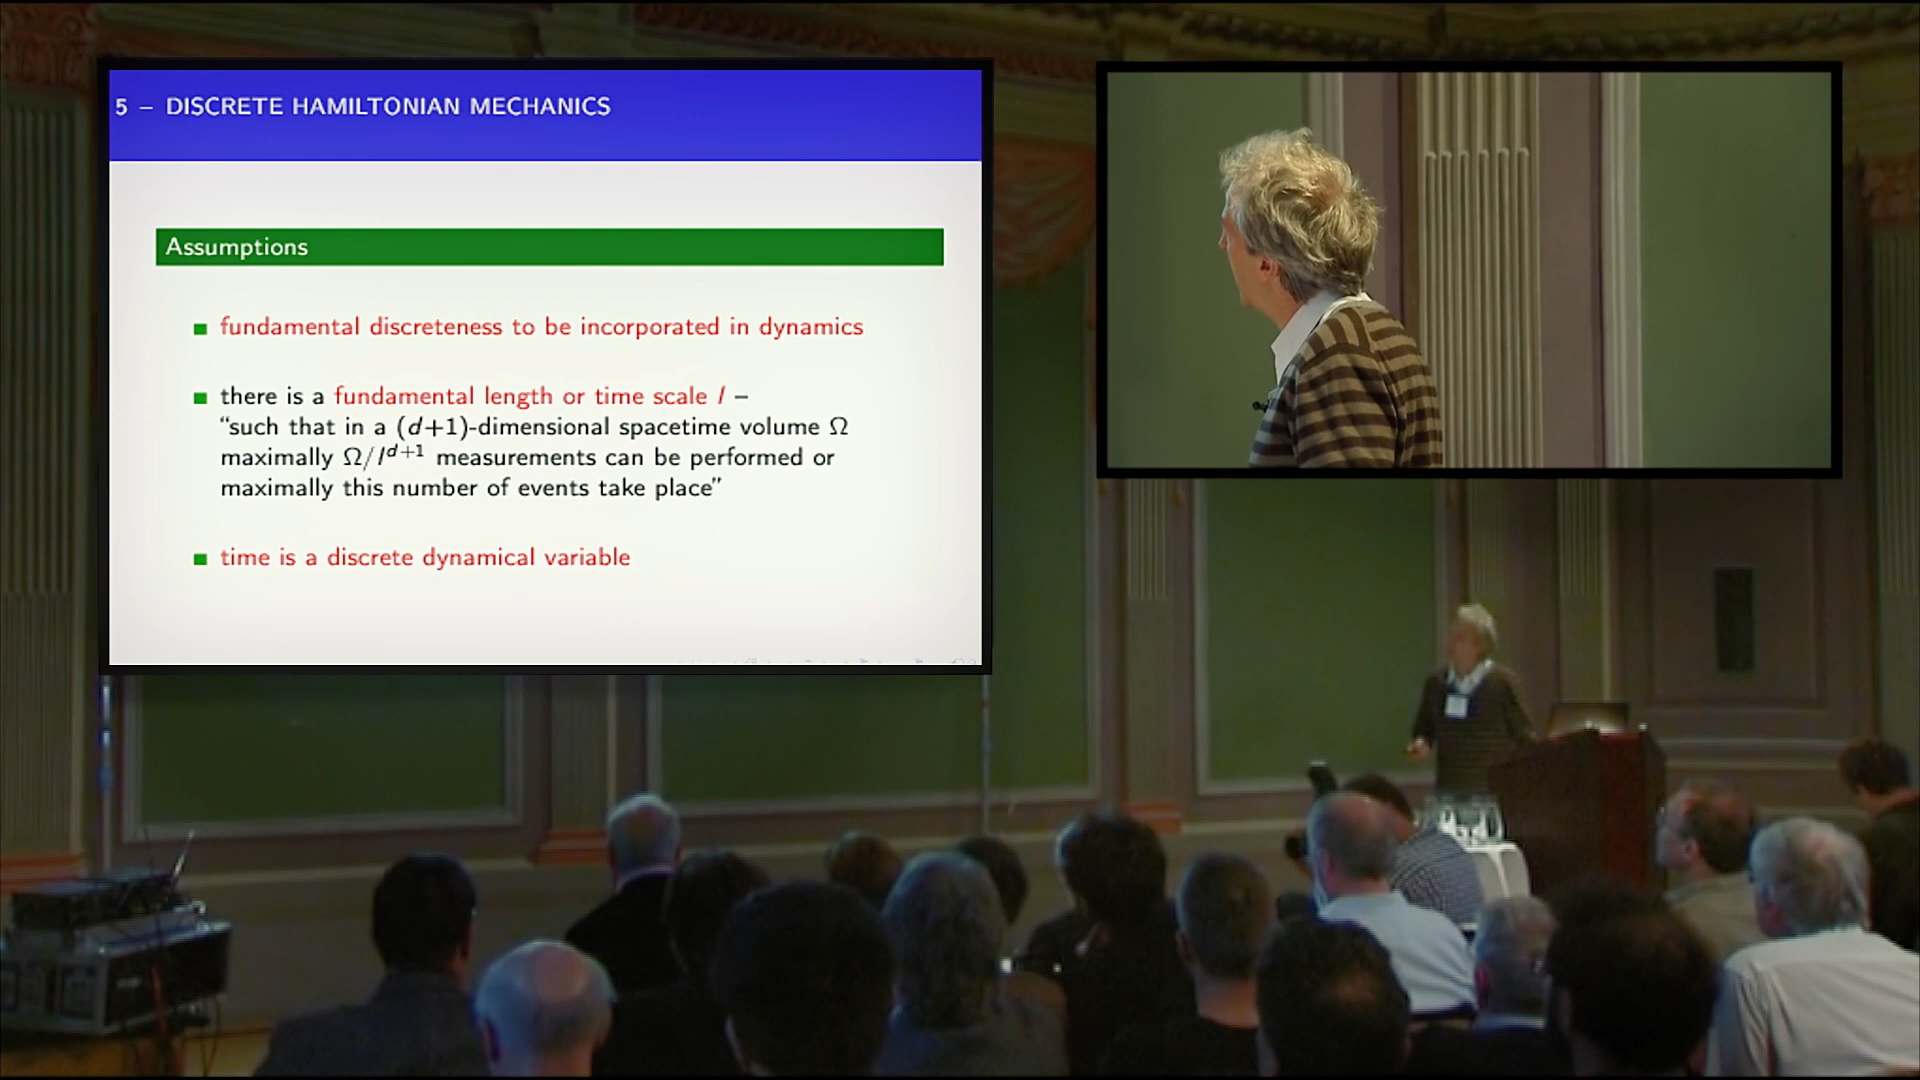 5 – DISCRETE HAMILTONIAN MECHANICS
Assumptions
fundamental discreteness to be incorporated in dynamics
there is a fundamental length or time scale l –
“such that in a (d+1)-dimensional spacetime volume Ω
maximally Ω/l^{d+1} measurements can be performed or
maximally this number of events take place”
time is a discrete dynamical variable